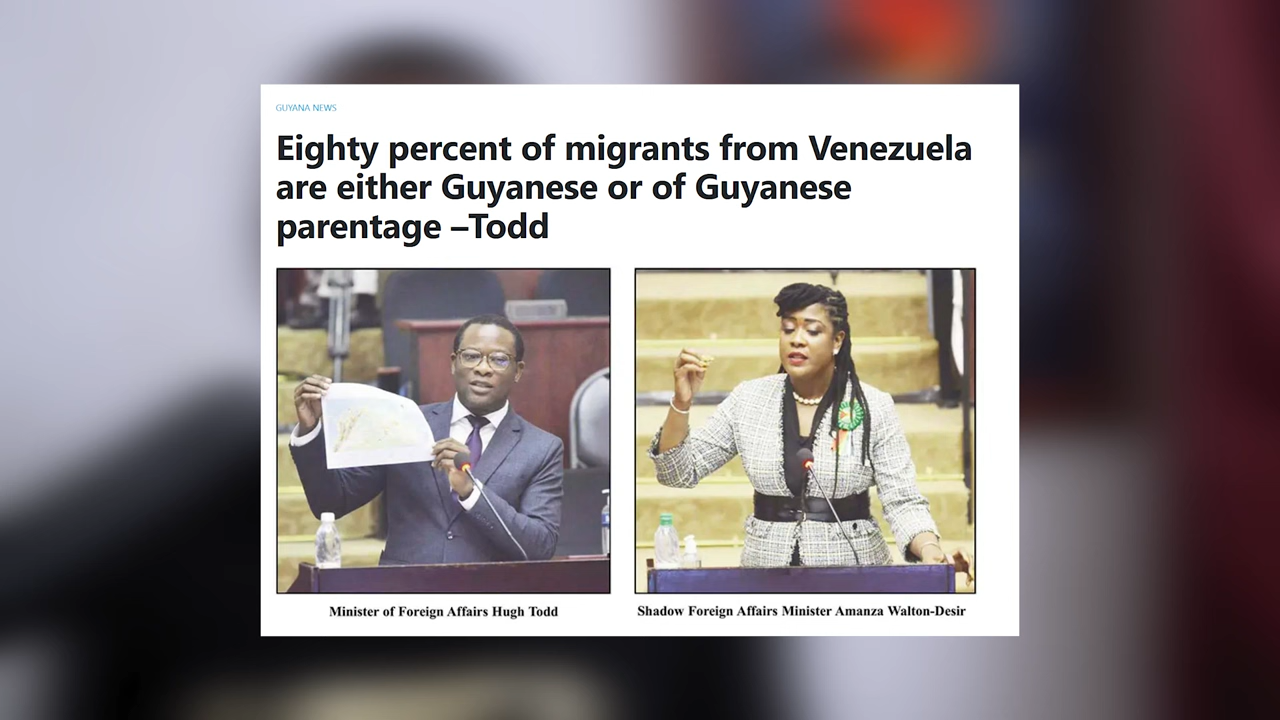 GUYANA NEWS
Eighty percent of migrants from Venezuela
are either Guyanese or of Guyanese
parentage –Todd
Minister of Foreign Affairs Hugh Todd
Shadow Foreign Affairs Minister Amanza Walton-Desir